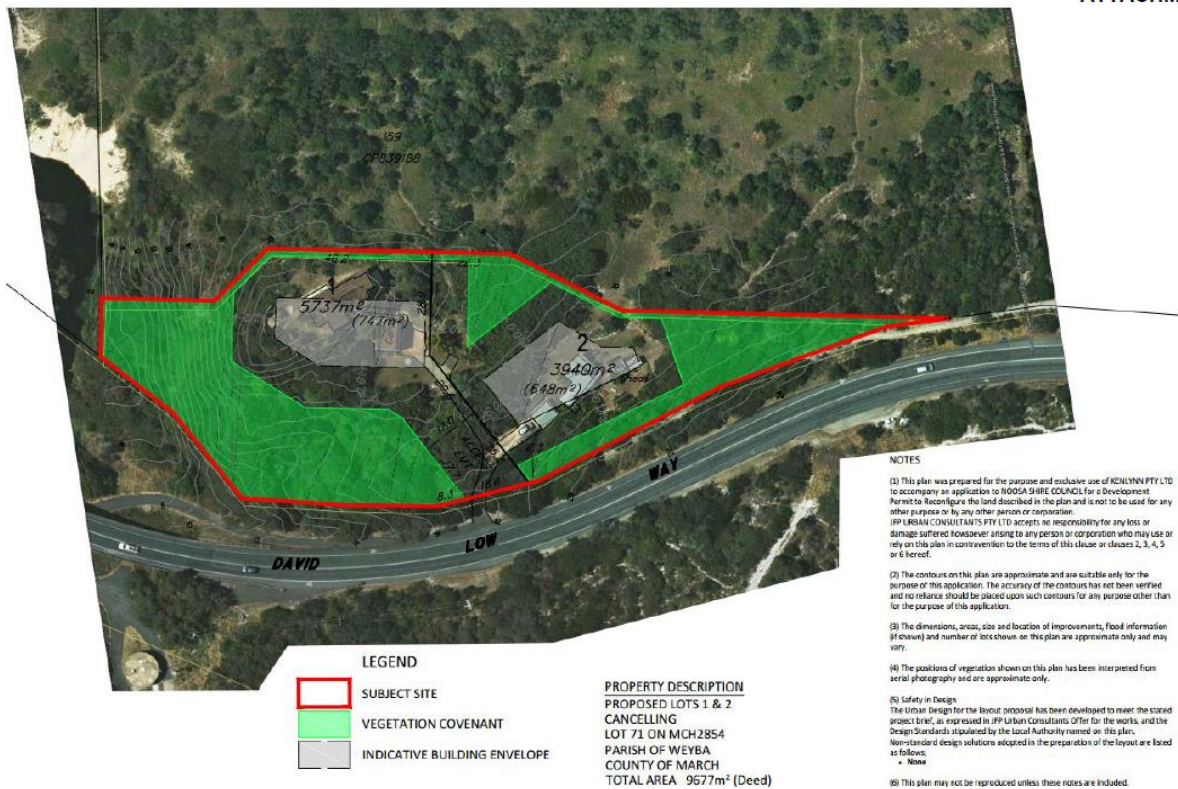 159
CP839188
5737m²
(747m²)
22.3
28.9
2
3940m²
(648m²)
Shed
8.3
DAVID
LOW
WAY
LEGEND
SUBJECT SITE
VEGETATION COVENANT
INDICATIVE BUILDING ENVELOPE
PROPERTY DESCRIPTION
PROPOSED LOTS 1 & 2
CANCELLING
LOT 71 ON MCH2854
PARISH OF WEYBA
COUNTY OF MARCH
TOTAL AREA 9677m² (Deed)
NOTES
(1) This plan was prepared for the purpose and exclusive use of KENLYNN PTY LTD
to accompany an application to NOOSA SHIRE COUNCIL for a Development
Permit to Reconfigure the land described in the plan and is not to be used for any
other purpose or by any other person or corporation.
JFP URBAN CONSULTANTS PTY LTD accepts no responsibility for any loss or
damage suffered howsoever arising to any person or corporation who may use or
rely on this plan in contravention to the terms of this clause or clauses 2, 3, 4, 5
or 6 hereof.
(2) The contours on this plan are approximate and are suitable only for the
purpose of this application. The accuracy of the contours has not been verified
and no reliance should be placed upon such contours for any purpose other than
for the purpose of this application.
(3) The dimensions, areas, size and location of improvements, flood information
(if shown) and number of lots shown on this plan are approximate only and may
vary.
(4) The positions of vegetation shown on this plan has been interpreted from
aerial photography and are approximate only.
(5) Safety in Design
The Urban Design for the layout proposal has been developed to meet the stated
project brief, as expressed in JFP Urban Consultants Offer for the works, and the
Design Standards stipulated by the Local Authority named on this plan.
Non-standard design solutions adopted in the preparation of the layout are listed
as follows;
• None
(6) This plan may not be reproduced unless these notes are included.